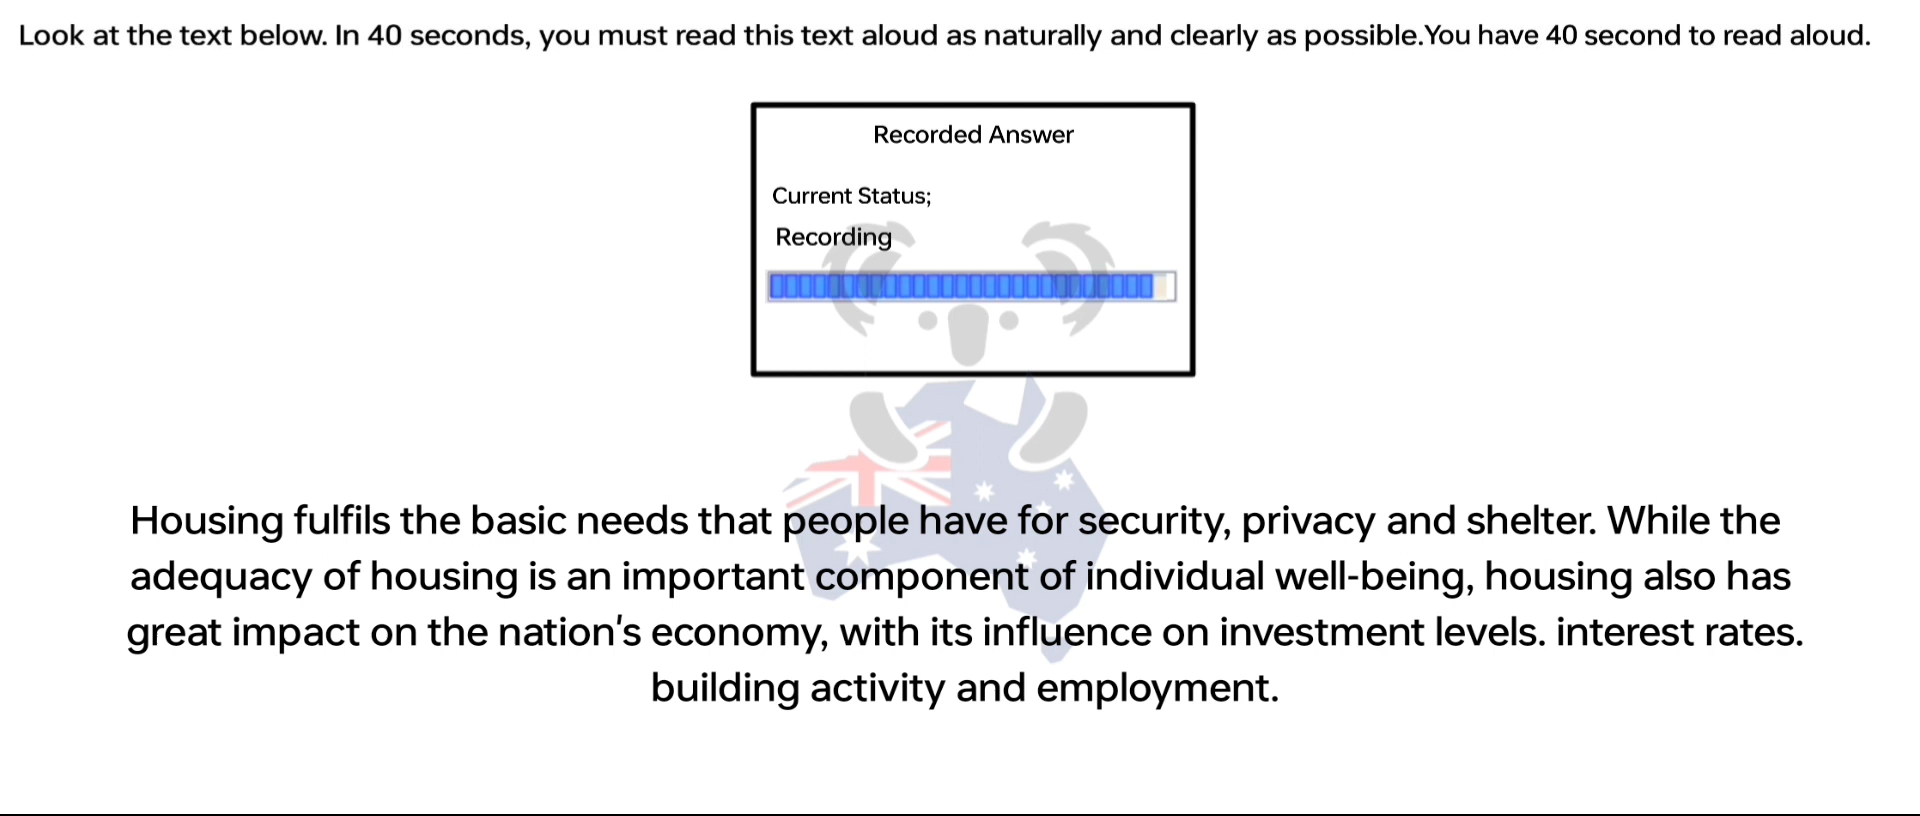 Look at the text below. In 40 seconds, you must read this text aloud as naturally and clearly as possible.You have 40 second to read aloud.
Recorded Answer
Current Status;
Recording
Housing fulfils the basic needs that people have for security, privacy and shelter. While the
adequacy of housing is an important component of individual well-being, housing also has
great impact on the nation's economy, with its influence on investment levels. interest rates.
building activity and employment.